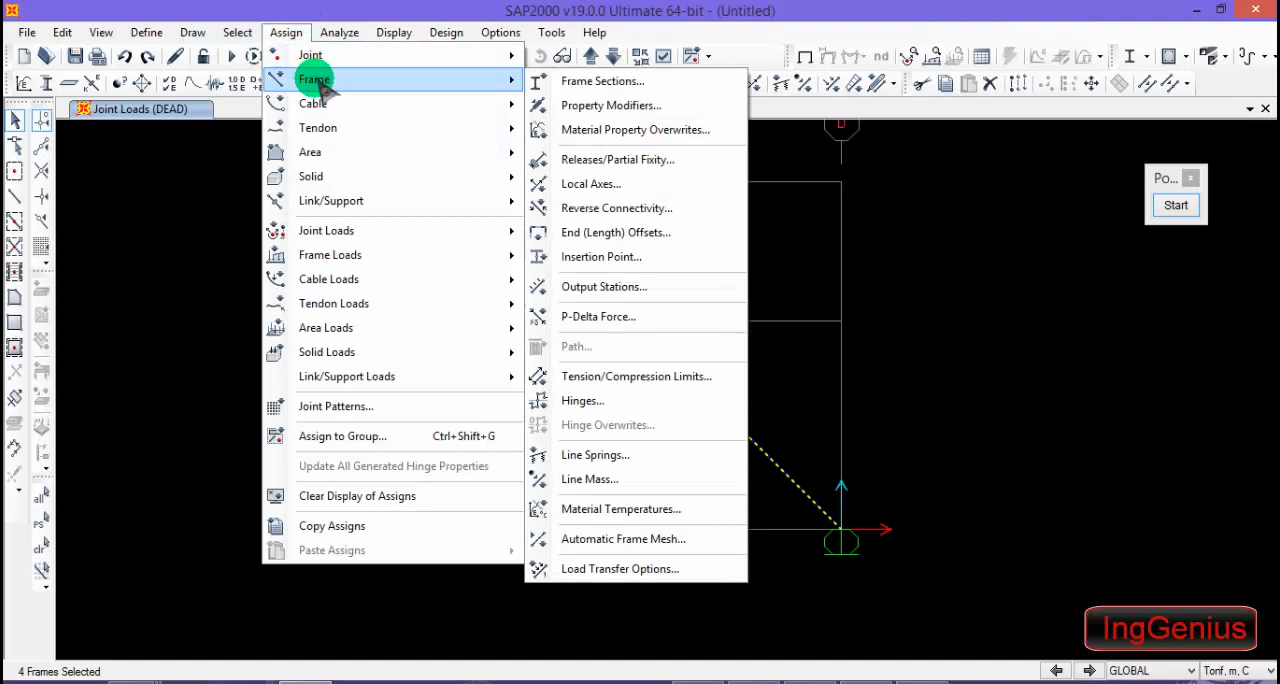 SAP2000 v19.0.0 Ultimate 64-bit - (Untitled)
File Edit View Define Draw Select Assign Analyze Display Design Options Tools Help
Joint Loads (DEAD)
Joint
Frame
Cable
Tendon
Area
Solid
Link/Support
Joint Loads
Frame Loads
Cable Loads
Tendon Loads
Area Loads
Solid Loads
Link/Support Loads
Joint Patterns...
Assign to Group... Ctrl+Shift+G
Update All Generated Hinge Properties
Clear Display of Assigns
Copy Assigns
Paste Assigns
Frame Sections...
Property Modifiers...
Material Property Overwrites...
Releases/Partial Fixity...
Local Axes...
Reverse Connectivity...
End (Length) Offsets...
Insertion Point...
Output Stations...
P-Delta Force...
Path...
Tension/Compression Limits...
Hinges...
Hinge Overwrites...
Line Springs...
Line Mass...
Material Temperatures...
Automatic Frame Mesh...
Load Transfer Options...
nd
all
PS
clr
D
Po... x
Start
IngGenius
4 Frames Selected
GLOBAL
Tonf, m, C